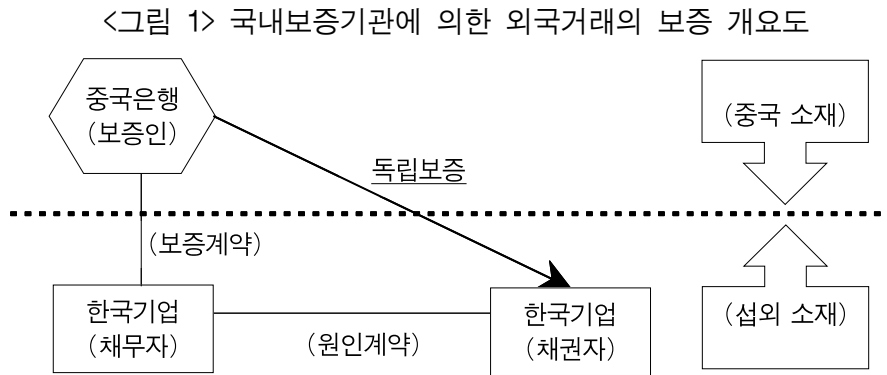 <그림 1> 국내보증기관에 의한 외국거래의 보증 개요도
중국은행
(보증인)
(중국 소재)
독립보증
(보증계약)
한국기업
(채무자)
(원인계약)
한국기업
(채권자)
(섭외 소재)